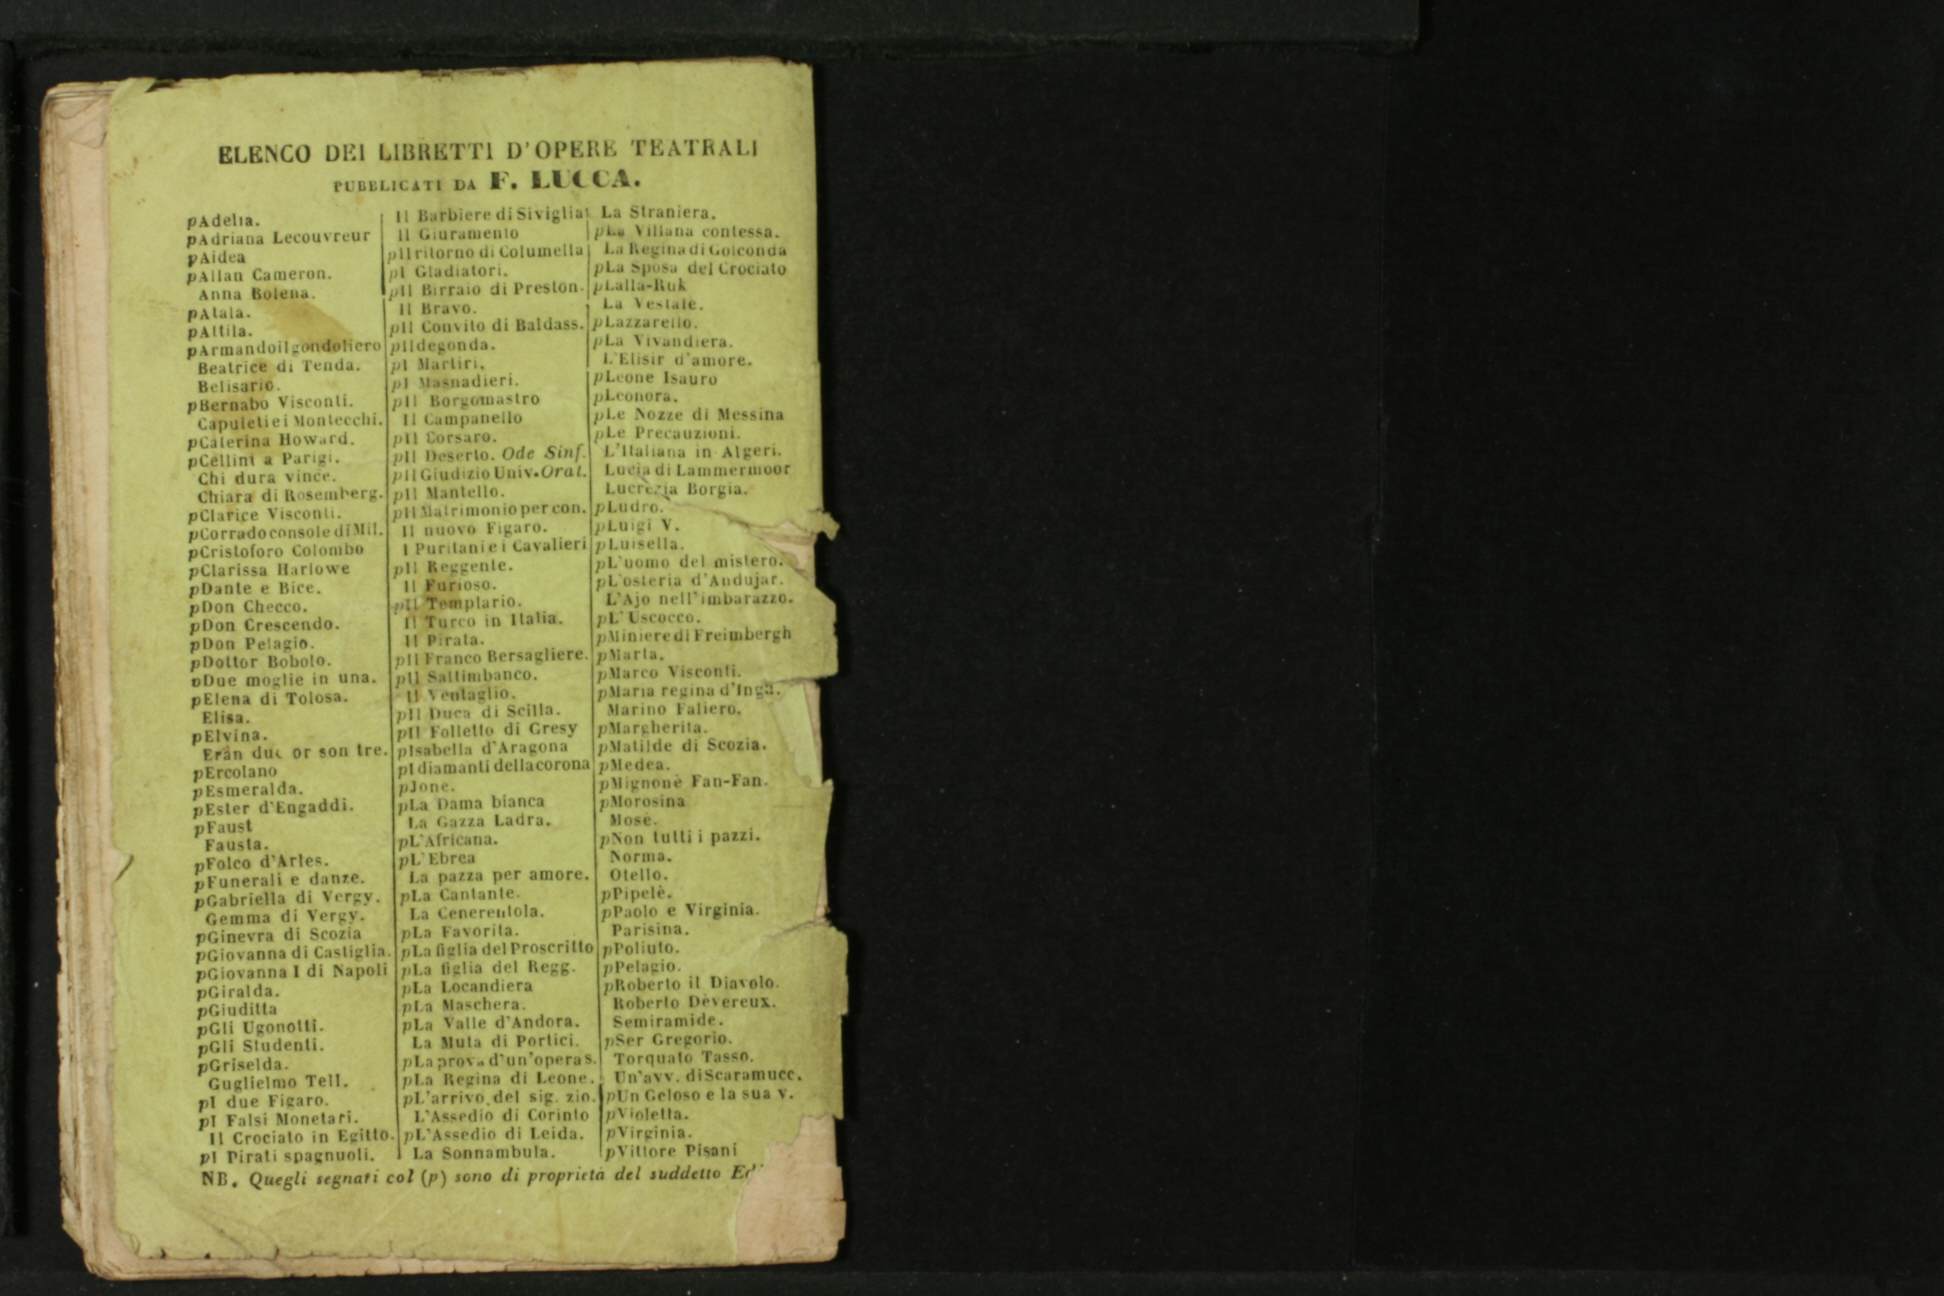 ELENCO DEI LIBRETTI D'OPERE TEATRALI
PUBBLICATI DA F. LUCCA.
pAdelia.
pAdriana Lecouvreur
pAidea
pAllan Cameron.
Anna Bolena.
pAtala.
pAttila.
pArmando il gondoliero
Beatrice di Tenda.
Belisario.
pBernabo Visconti.
Capuleti e i Montecchi.
pCaterina Howard.
pCellini a Parigi.
Chi dura vince.
Chiara di Rosemberg.
pClarice Visconti.
pCorrado console di Mil.
pCristoforo Colombo
pClarissa Harlowe
pDante e Bice.
pDon Checco.
pDon Crescendo.
pDon Pelagio.
pDottor Bobolo.
pDue moglie in una.
pElena di Tolosa.
Elisa.
pElvina.
Eran due or son tre.
pErcolano
pEsmeralda.
pEster d'Engaddi.
pFaust
Fausta.
pFolco d'Arles.
pFunerali e danze.
pGabriella di Vergy.
Gemma di Vergy.
pGinevra di Scozia
pGiovanna di Castiglia.
pGiovanna I di Napoli
pGiralda.
pGiuditta
pGli Ugonotti.
pGli Studenti.
pGriselda.
Guglielmo Tell.
pI due Figaro.
pI Falsi Monetari.
Il Crociato in Egitto.
pI Pirati spagnuoli.
Il Barbiere di Siviglia
Il Giuramento
pIl ritorno di Columella
pI Gladiatori.
pIl Birraio di Preston.
Il Bravo.
pIl Convito di Baldass.
pIldegonda.
pI Martiri.
pI Masnadieri.
pIl Borgomastro
Il Campanello
pIl Corsaro.
pIl Deserto. Ode Sinf.
pIl Giudizio Univ. Orat.
pIl Mantello.
pIl Matrimonio per con.
Il nuovo Figaro.
I Puritani e i Cavalieri
pIl Reggente.
Il Furioso.
pIl Templario.
Il Turco in Italia.
Il Pirata.
pIl Franco Bersagliere.
pIl Saltimbanco.
Il Ventaglio.
pIl Duca di Scilla.
pIl Folletto di Gresy
pIsabella d'Aragona
pI diamanti della corona
pJone.
pLa Dama bianca
La Gazza Ladra.
pL'Africana.
pL'Ebrea
La pazza per amore.
pLa Cantante.
La Cenerentola.
pLa Favorita.
pLa figlia del Proscritto
pLa figlia del Regg.
pLa Locandiera
pLa Maschera.
pLa Valle d'Andora.
La Muta di Portici.
pLa prova d'un'opera s.
pLa Regina di Leone.
pL'arrivo del sig. zio.
L'Assedio di Corinto
pL'Assedio di Leida.
La Sonnambula.
La Straniera.
pLa Villana contessa.
La Regina di Golconda
pLa Sposa del Crociato
pLalla-Ruk
La Vestale.
pLazzarello.
pLa Vivandiera.
L'Elisir d'amore.
pLeone Isauro
pLeonora.
pLe Nozze di Messina
pLe Precauzioni.
L'Italiana in Algeri.
Lucia di Lammermoor
Lucrezia Borgia.
pLudro.
pLuigi V.
pLuisella.
pL'uomo del mistero.
pL'osteria d'Andujar.
L'Ajo nell'imbarazzo.
pL'Uscocco.
pMiniere di Freimbergh
pMarta.
pMarco Visconti.
pMaria regina d'Ingh.
Marino Faliero.
pMargherita.
pMatilde di Scozia.
pMedea.
pMignonè Fan-Fan.
pMorosina
Mosè.
pNon tutti i pazzi.
Norma.
Otello.
pPipelè.
pPaolo e Virginia.
Parisina.
pPoliuto.
pPelagio.
pRoberto il Diavolo.
Roberto Devereux.
Semiramide.
pSer Gregorio.
Torquato Tasso.
Un'avv. di Scaramucc.
pUn Geloso e la sua v.
pVioletta.
pVirginia.
pVittore Pisani
NB. Quegli segnati col (p) sono di proprietà del suddetto